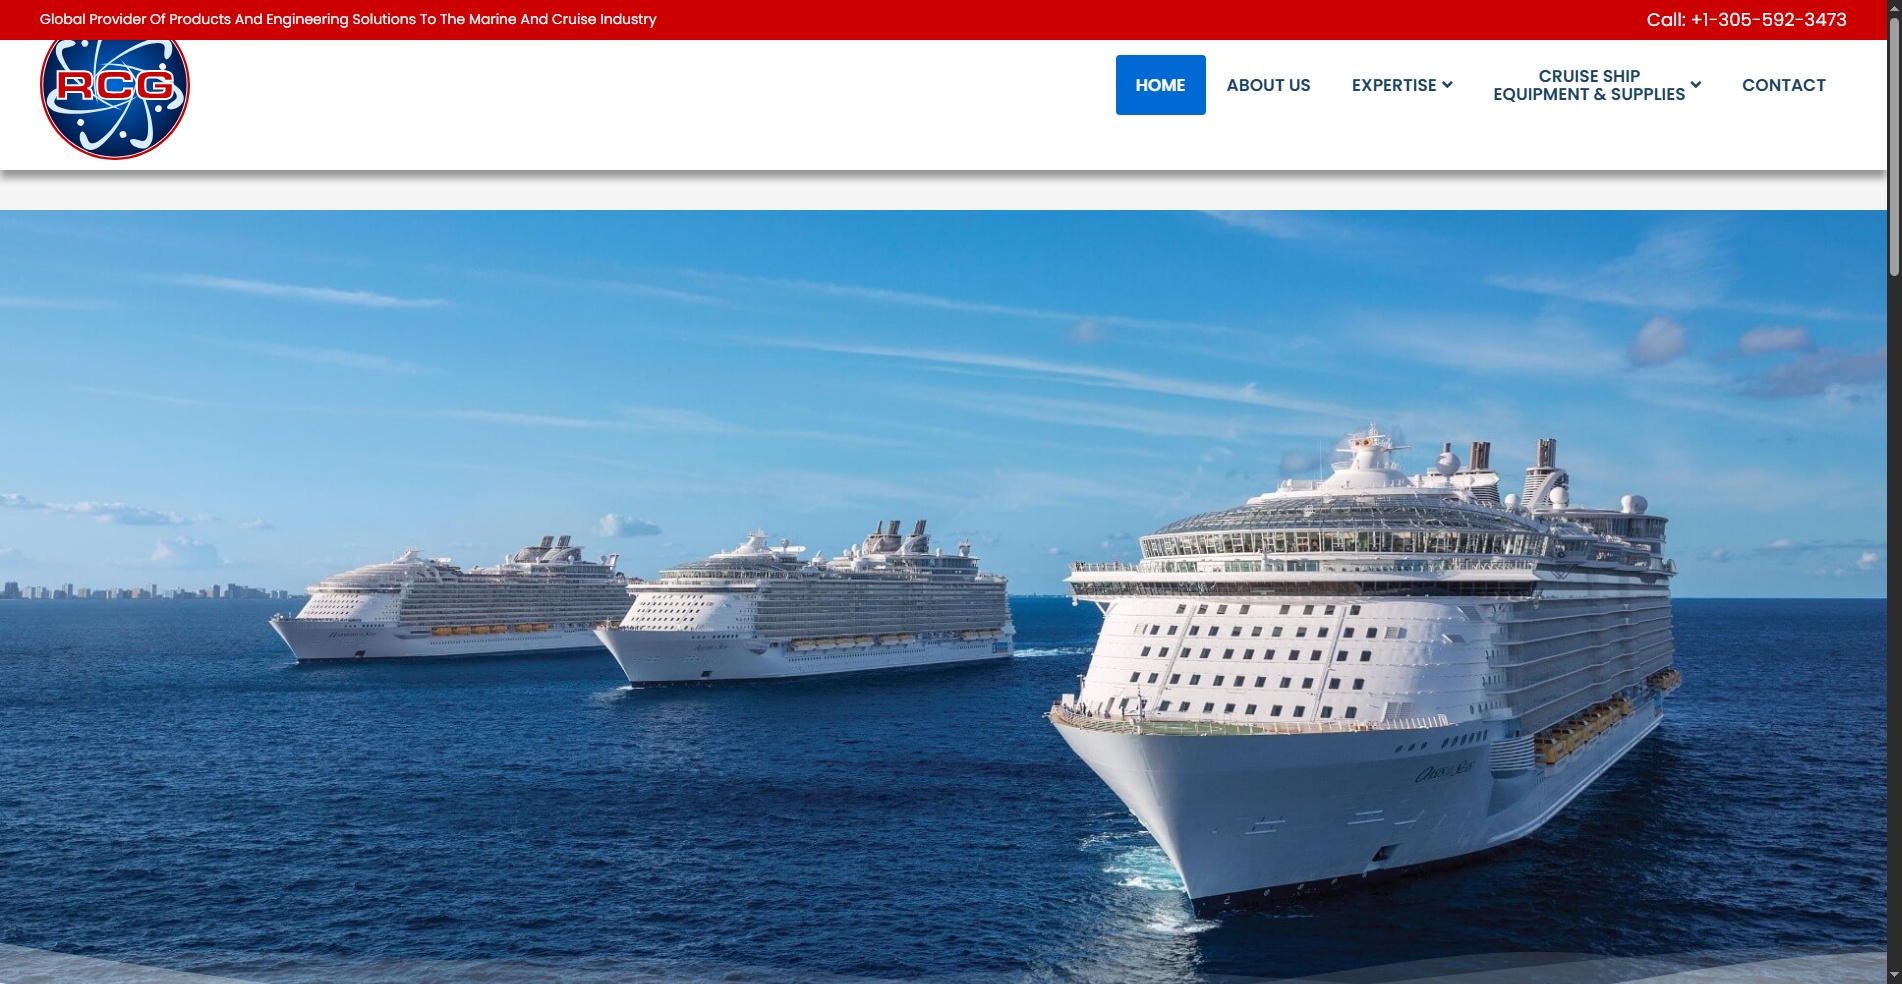 Global Provider Of Products And Engineering Solutions To The Marine And Cruise Industry
Call: +1-305-592-3473
RCG
HOME
ABOUT US
EXPERTISE
CRUISE SHIP
EQUIPMENT & SUPPLIES
CONTACT